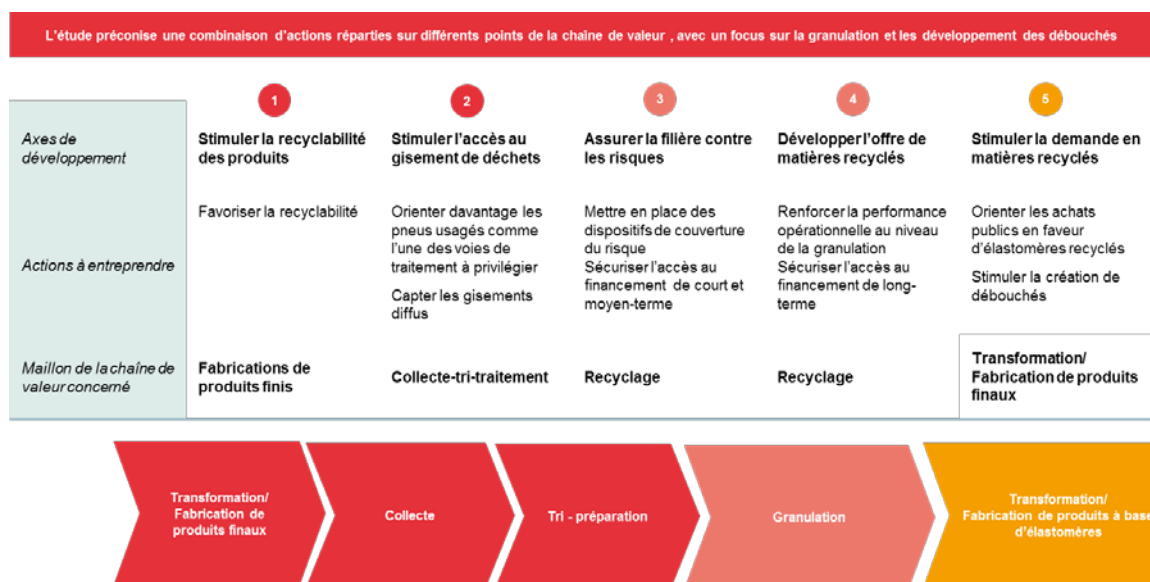 L'étude préconise une combinaison d'actions réparties sur différents points de la chaîne de valeur , avec un focus sur la granulation et les développement des débouchés
1
2
3
4
5
Axes de
développement
Stimuler la recyclabilité
des produits
Stimuler l'accès au
gisement de déchets
Assurer la filière contre
les risques
Développer l'offre de
matières recyclés
Stimuler la demande en
matières recyclés
Actions à entreprendre
Favoriser la recyclabilité
Orienter davantage les
pneus usagés comme
l'une des voies de
traitement à privilégier
Capter les gisements
diffus
Mettre en place des
dispositifs de couverture
du risque
Sécuriser l'accès au
financement de court et
moyen-terme
Renforcer la performance
opérationnelle au niveau
de la granulation
Sécuriser l'accès au
financement de long-
terme
Orienter les achats
publics en faveur
d'élastomères recyclés
Stimuler la création de
débouchés
Maillon de la chaîne de
valeur concerné
Fabrications de
produits finis
Collecte-tri-traitement
Recyclage
Recyclage
Transformation/
Fabrication de produits
finaux
Transformation/
Fabrication de
produits finaux
Collecte
Tri - préparation
Granulation
Transformation/
Fabrication de produits à base
d'élastomères